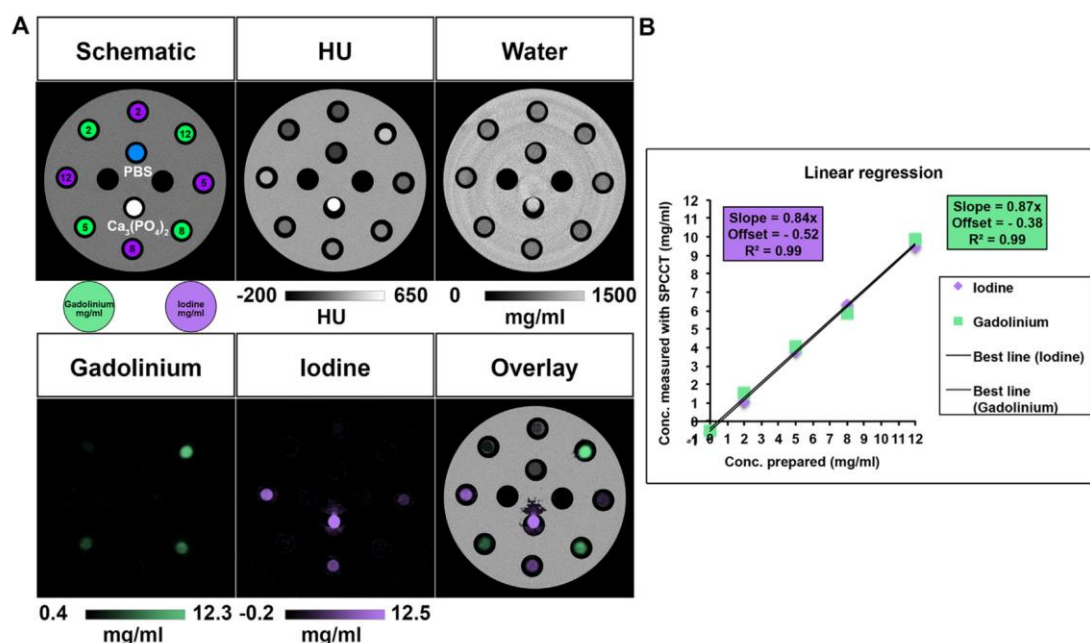 A
Schematic
HU
Water
2
2
12
PBS
12
5
Ca₃(PO₄)₂
5
8
8
Gadolinium
mg/ml
Iodine
mg/ml
-200
650
HU
0
1500
mg/ml
Gadolinium
Iodine
Overlay
0.4
12.3
mg/ml
-0.2
12.5
mg/ml
B
Linear regression
Conc. measured with SPCCT (mg/ml)
12
11
10
9
8
7
6
5
4
3
2
1
0
-1
0 1 2 3 4 5 6 7 8 9 10 11 12
Conc. prepared (mg/ml)
Slope = 0.84x
Offset = - 0.52
R² = 0.99
Slope = 0.87x
Offset = - 0.38
R² = 0.99
Iodine
Gadolinium
Best line (Iodine)
Best line
(Gadolinium)